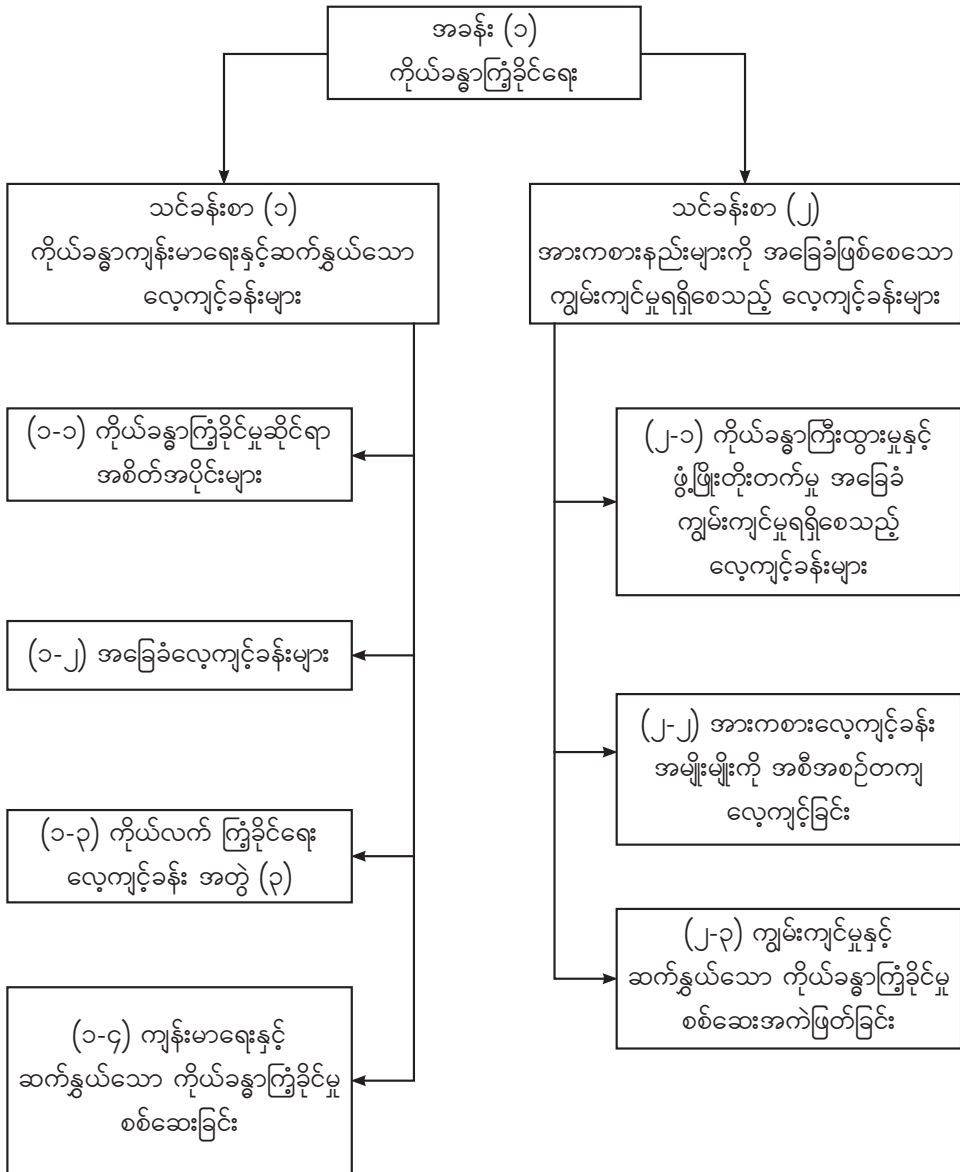 အခန်း (၁)
ကိုယ်ခန္ဓာကြံ့ခိုင်ရေး
သင်ခန်းစာ (၁)
ကိုယ်ခန္ဓာကျန်းမာရေးနှင့်ဆက်နွှယ်သော
လေ့ကျင့်ခန်းများ
(၁-၁) ကိုယ်ခန္ဓာကြံ့ခိုင်မှုဆိုင်ရာ
အစိတ်အပိုင်းများ
(၁-၂) အခြေခံလေ့ကျင့်ခန်းများ
(၁-၃) ကိုယ်လက် ကြံ့ခိုင်ရေး
လေ့ကျင့်ခန်း အတွဲ (၃)
(၁-၄) ကျန်းမာရေးနှင့်
ဆက်နွှယ်သော ကိုယ်ခန္ဓာကြံ့ခိုင်မှု
စစ်ဆေးခြင်း
သင်ခန်းစာ (၂)
အားကစားနည်းများကို အခြေခံဖြစ်စေသော
ကျွမ်းကျင်မှုရရှိစေသည့် လေ့ကျင့်ခန်းများ
(၂-၁) ကိုယ်ခန္ဓာကြီးထွားမှုနှင့်
ဖွံ့ဖြိုးတိုးတက်မှု အခြေခံ
ကျွမ်းကျင်မှုရရှိစေသည့်
လေ့ကျင့်ခန်းများ
(၂-၂) အားကစားလေ့ကျင့်ခန်း
အမျိုးမျိုးကို အစီအစဉ်တကျ
လေ့ကျင့်ခြင်း
(၂-၃) ကျွမ်းကျင်မှုနှင့်
ဆက်နွှယ်သော ကိုယ်ခန္ဓာကြံ့ခိုင်မှု
စစ်ဆေးအကဲဖြတ်ခြင်း